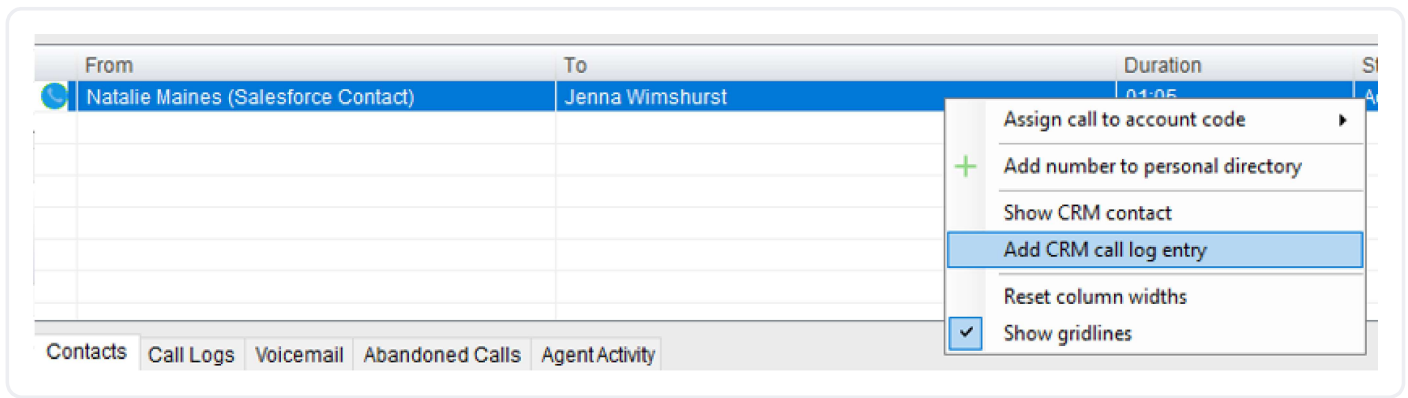 From To Duration
Natalie Maines (Salesforce Contact) Jenna Wimshurst 01:05
Assign call to account code
Add number to personal directory
Show CRM contact
Add CRM call log entry
Reset column widths
Show gridlines
Contacts Call Logs Voicemail Abandoned Calls Agent Activity